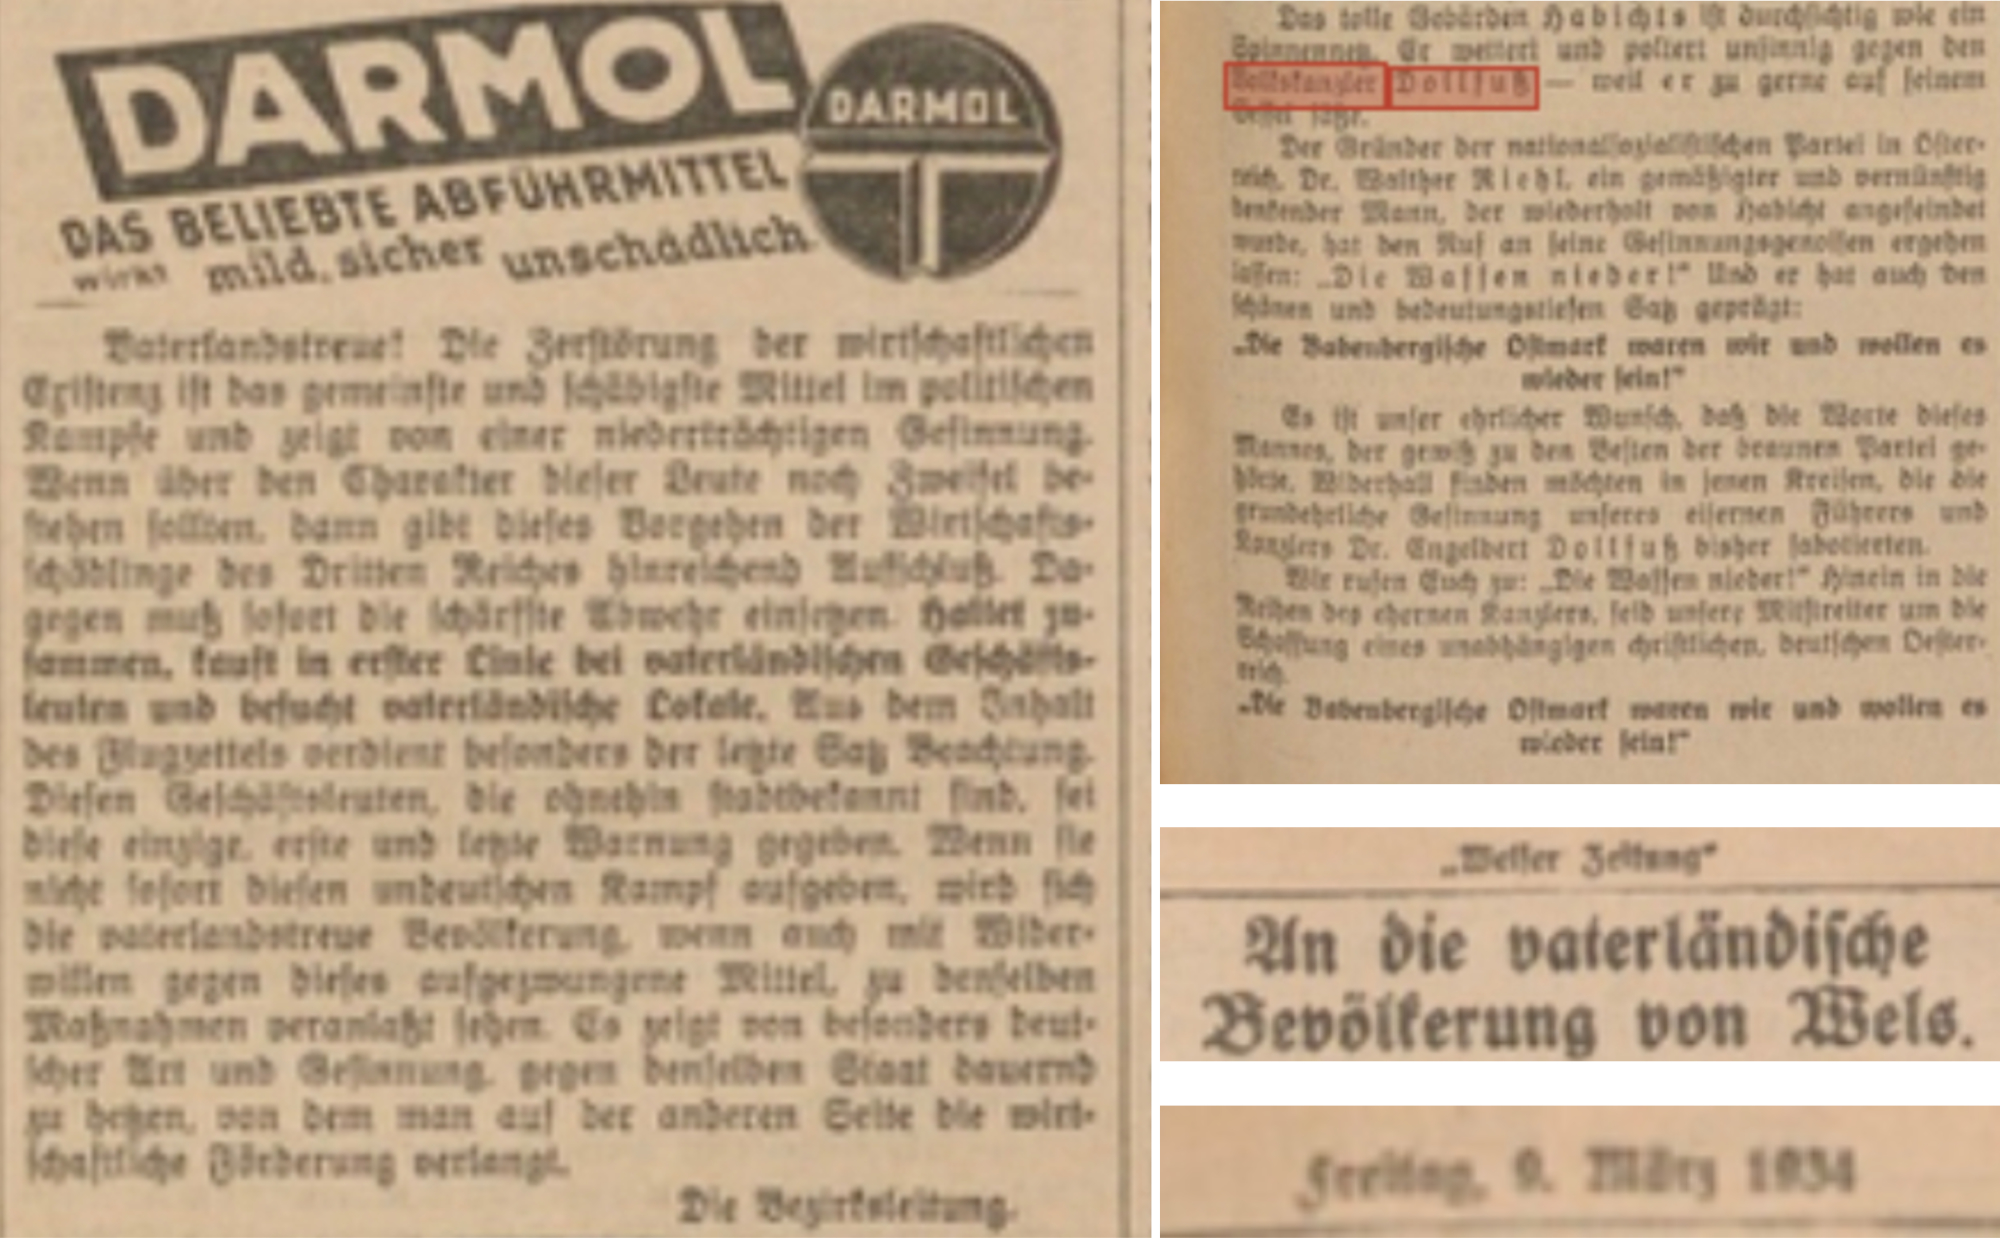 DARMOL
DARMOL
DAS BELIEBTE ABFÜHRMITTEL
wirkt mild, sicher unschädlich
Vaterlandstreue! Die Zerstörung der wirtschaftlichen
Existenz ist das gemeinste und schäbigste Mittel im politischen
Kampfe und zeigt von einer niederträchtigen Gesinnung.
Wenn über den Charakter dieser Leute noch Zweifel be-
stehen sollten, dann gibt dieses Vorgehen der Wirtschafts-
schädlinge des Dritten Reiches hinreichend Aufschluß. Da-
gegen muß sofort die schärfste Abwehr einsetzen. Haltet zu-
sammen, kauft in erster Linie bei vaterländischen Geschäfts-
leuten und besucht vaterländische Lokale. Aus dem Inhalt
des Flugzettels verdient besonders der letzte Satz Beachtung.
Diesen Geschäftsleuten, die ohnehin stadtbekannt sind, sei
diese einzige, erste und letzte Warnung gegeben. Wenn sie
nicht sofort diesen undeutschen Kampf aufgeben, wird sich
die vaterlandstreue Bevölkerung, wenn auch mit Wider-
willen gegen dieses aufgezwungene Mittel, zu denselben
Maßnahmen veranlaßt sehen. Es zeigt von besonders deut-
scher Art und Gesinnung, gegen denselben Staat dauernd
zu hetzen, von dem man auf der anderen Seite die wirt-
schaftliche Förderung verlangt.
Die Bezirksleitung.
Das tolle Gebärden Habichts ist durchsichtig wie ein
Spinnennetz. Er wettert und poltert unsinnig gegen den
Volkskanzler Dollfuß — weil er zu gerne auf seinem
Sessel säße.
Der Gründer der nationalsozialistischen Partei in Öster-
reich, Dr. Walther Riehl, ein gemäßigter und vernünftig
denkender Mann, der wiederholt von Habicht angefeindet
wurde, hat den Ruf an seine Gesinnungsgenossen ergehen
lassen: „Die Waffen nieder!“ Und er hat auch den
schönen und bedeutungstiefen Satz geprägt:
„Die Babenbergische Ostmark waren wir und wollen es
wieder sein!“
Es ist unser ehrlicher Wunsch, daß die Worte dieses
Mannes, der gewiß zu den Besten der braunen Partei ge-
hörte, Widerhall finden möchten in jenen Kreisen, die die
grundehrliche Gesinnung unseres eisernen Führers und
Kanzlers Dr. Engelbert Dollfuß bisher sabotierten.
Wir rufen Euch zu: „Die Waffen nieder!“ Hinein in die
Reihen des ehernen Kanzlers, seid unsere Mitstreiter um die
Schaffung eines unabhängigen christlichen, deutschen Oester-
reich.
„Die Babenbergische Ostmark waren wir und wollen es
wieder sein!“
„Welser Zeitung“
An die vaterländische
Bevölkerung von Wels.
Freitag, 9. März 1934